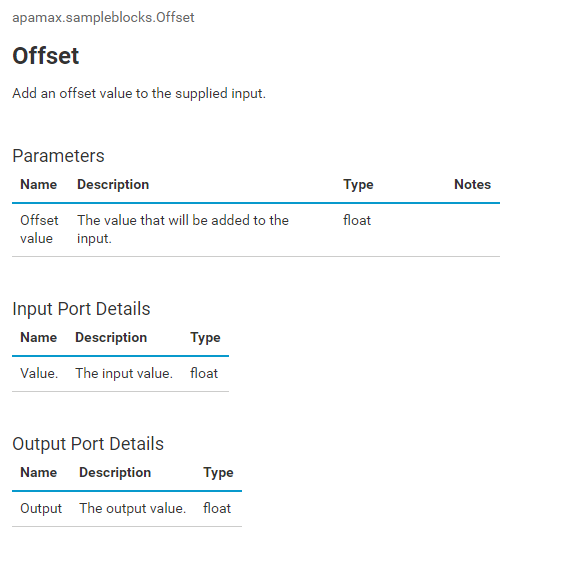 apamax.sampleblocks.Offset
Offset
Add an offset value to the supplied input.
Parameters
Name Description Type Notes
Offset value The value that will be added to the input. float
Input Port Details
Name Description Type
Value. The input value. float
Output Port Details
Name Description Type
Output The output value. float